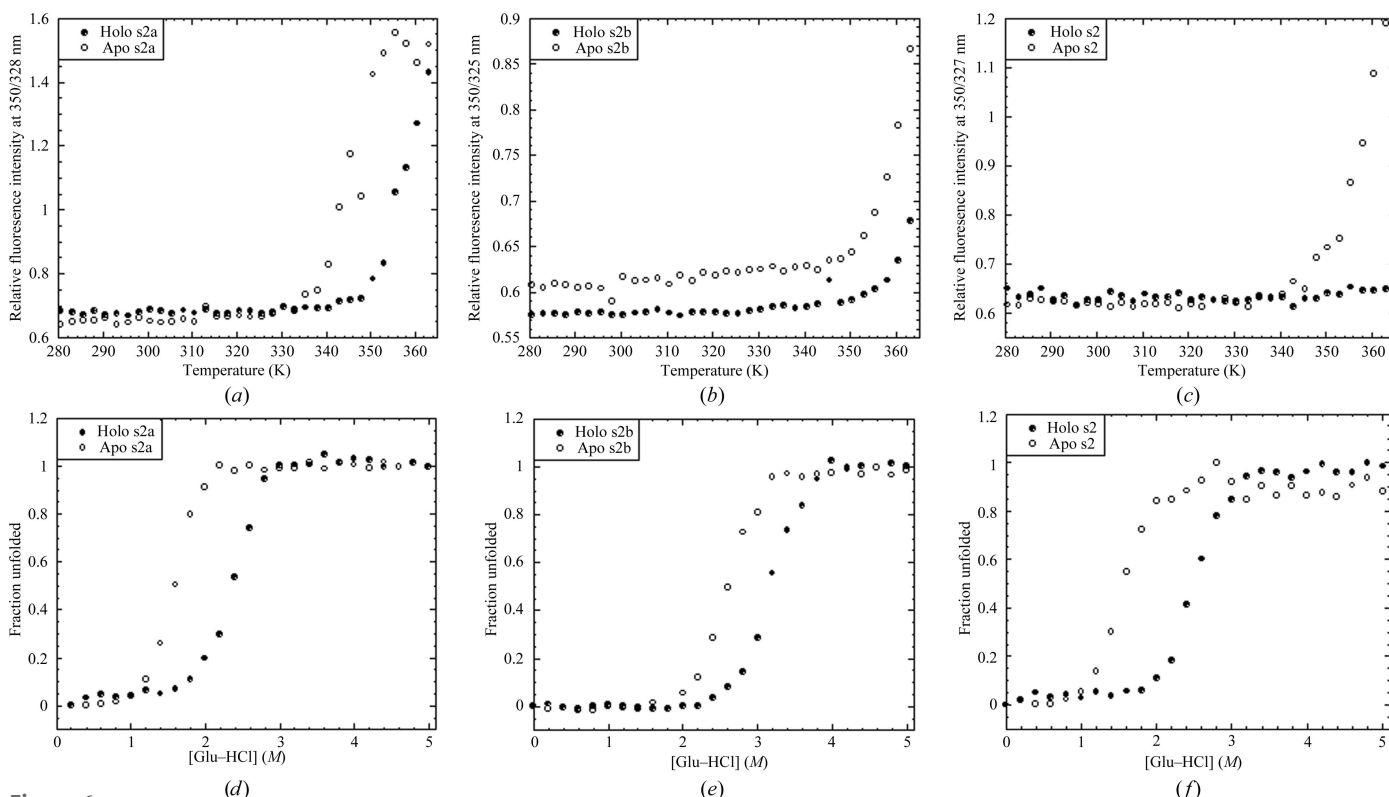 Relative fluoresence intensity at 350/328 nm
Holo s2a
Apo s2a
1.6
1.4
1.2
1
0.8
0.6
280 290 300 310 320 330 340 350 360
Temperature (K)
(a)
Relative fluoresence intensity at 350/325 nm
Holo s2b
Apo s2b
0.9
0.85
0.8
0.75
0.7
0.65
0.6
0.55
280 290 300 310 320 330 340 350 360
Temperature (K)
(b)
Relative fluoresence intensity at 350/327 nm
Holo s2
Apo s2
1.2
1.1
1
0.9
0.8
0.7
0.6
280 290 300 310 320 330 340 350 360
Temperature (K)
(c)
Fraction unfolded
Holo s2a
Apo s2a
1.2
1
0.8
0.6
0.4
0.2
0
0 1 2 3 4 5
[Glu–HCl] (M)
(d)
Fraction unfolded
Holo s2b
Apo s2b
1.2
1
0.8
0.6
0.4
0.2
0
0 1 2 3 4 5
[Glu–HCl] (M)
(e)
Fraction unfolded
Holo s2
Apo s2
1.2
1
0.8
0.6
0.4
0.2
0
0 1 2 3 4 5
[Glu–HCl] (M)
(f)